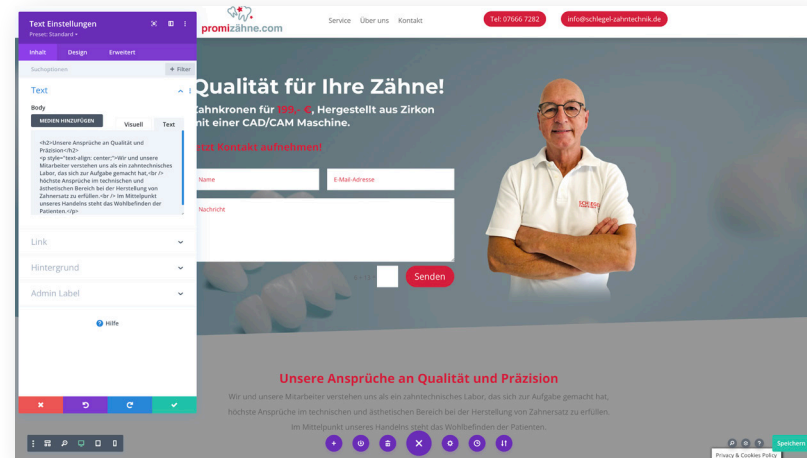 Text Einstellungen
Preset: Standard
Inhalt Design Erweitert
Suchoptionen
+ Filter
Text
Body
MEDIEN HINZUFÜGEN
Visuell Text
<h2>Unsere Ansprüche an Qualität und
Präzision</h2>
<p style="text-align: center;">Wir und unsere
Mitarbeiter verstehen uns als ein zahntechnisches
Labor, das sich zur Aufgabe gemacht hat,<br />
höchste Ansprüche im technischen und
ästhetischen Bereich bei der Herstellung von
Zahnersatz zu erfüllen.<br /> Im Mittelpunkt
unseres Handelns steht das Wohlbefinden der
Patienten.</p>
Link
Hintergrund
Admin Label
Hilfe
promizähne.com
Service Über uns Kontakt
Tel: 07666 7282
info@schlegel-zahntechnik.de
Qualität für Ihre Zähne!
Zahnkronen für 199,- €, Hergestellt aus Zirkon
mit einer CAD/CAM Maschine.
Kontakt aufnehmen!
Name
E-Mail-Adresse
Nachricht
Senden
Unsere Ansprüche an Qualität und Präzision
Wir und unsere Mitarbeiter verstehen uns als ein zahntechnisches Labor, das sich zur Aufgabe gemacht hat,
höchste Ansprüche im technischen und ästhetischen Bereich bei der Herstellung von Zahnersatz zu erfüllen.
Im Mittelpunkt unseres Handelns steht das Wohlbefinden der Patienten.
Speichern
Privacy & Cookies Policy